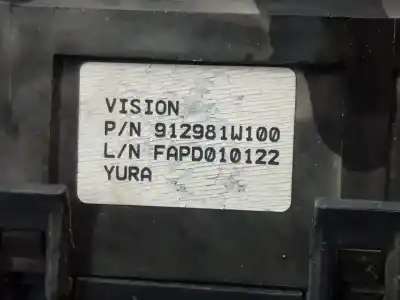 VISION
P/N 912981W100
L/N FAPD010122
YURA